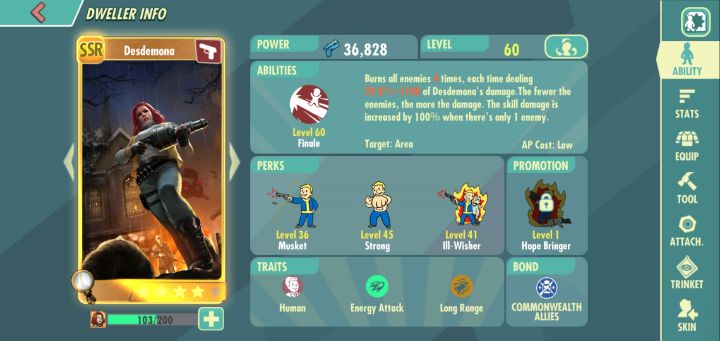 DWELLER INFO
SSR
Desdemona
103/200
POWER
36,828
LEVEL
60
ABILITIES
Level 60
Finale
Burns all enemies
times, each time dealing
of Desdemona's damage.The fewer the
enemies, the more the damage. The skill damage is
increased by 100% when there's only 1 enemy.
Target: Area
AP Cost: Low
PERKS
Level 36
Musket
Level 45
Strong
Level 41
Ill-Wisher
PROMOTION
Level 1
Hope Bringer
TRAITS
Human
Energy Attack
Long Range
BOND
COMMONWEALTH
ALLIES
ABILITY
STATS
EQUIP
TOOL
ATTACH.
TRINKET
SKIN